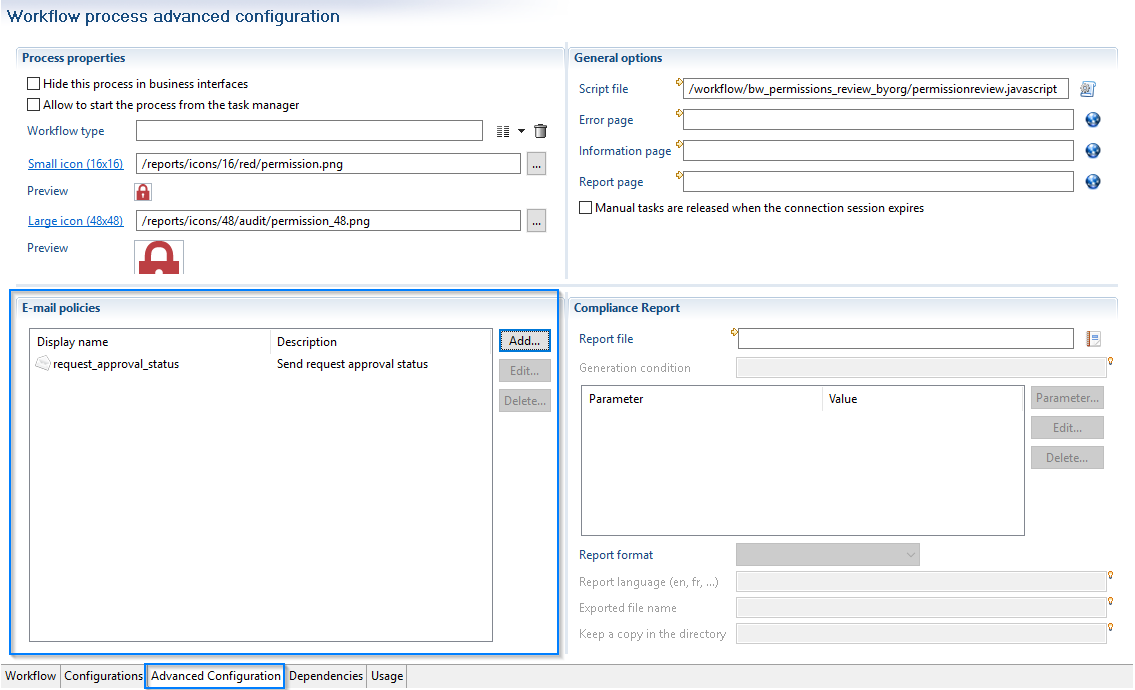 Workflow process advanced configuration
Process properties
Hide this process in business interfaces
Allow to start the process from the task manager
Workflow type
Small icon (16x16) /reports/icons/16/red/permission.png ...
Preview
Large icon (48x48) /reports/icons/48/audit/permission_48.png ...
Preview
General options
Script file /workflow/bw_permissions_review_byorg/permissionreview.javascript
Error page
Information page
Report page
Manual tasks are released when the connection session expires
E-mail policies
Display name Description
request_approval_status Send request approval status
Add...
Edit...
Delete...
Compliance Report
Report file
Generation condition
Parameter Value
Parameter...
Edit...
Delete...
Report format
Report language (en, fr, ...)
Exported file name
Keep a copy in the directory
Workflow Configurations Advanced Configuration Dependencies Usage